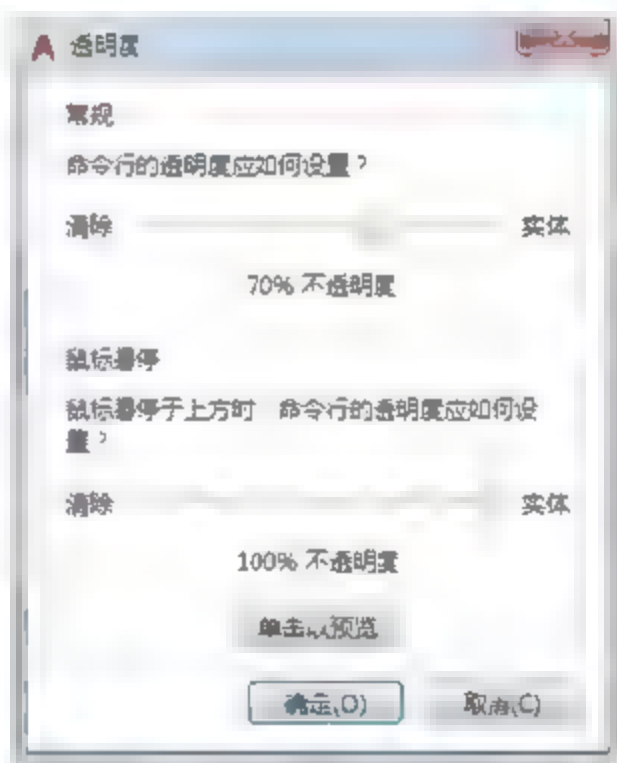 透明度
常规
命令行的透明度应如何设置？
清除 实体
70% 不透明度
鼠标悬停
鼠标悬停于上方时 命令行的透明度应如何设
置？
清除 实体
100% 不透明度
单击以预览
确定(O) 取消(C)